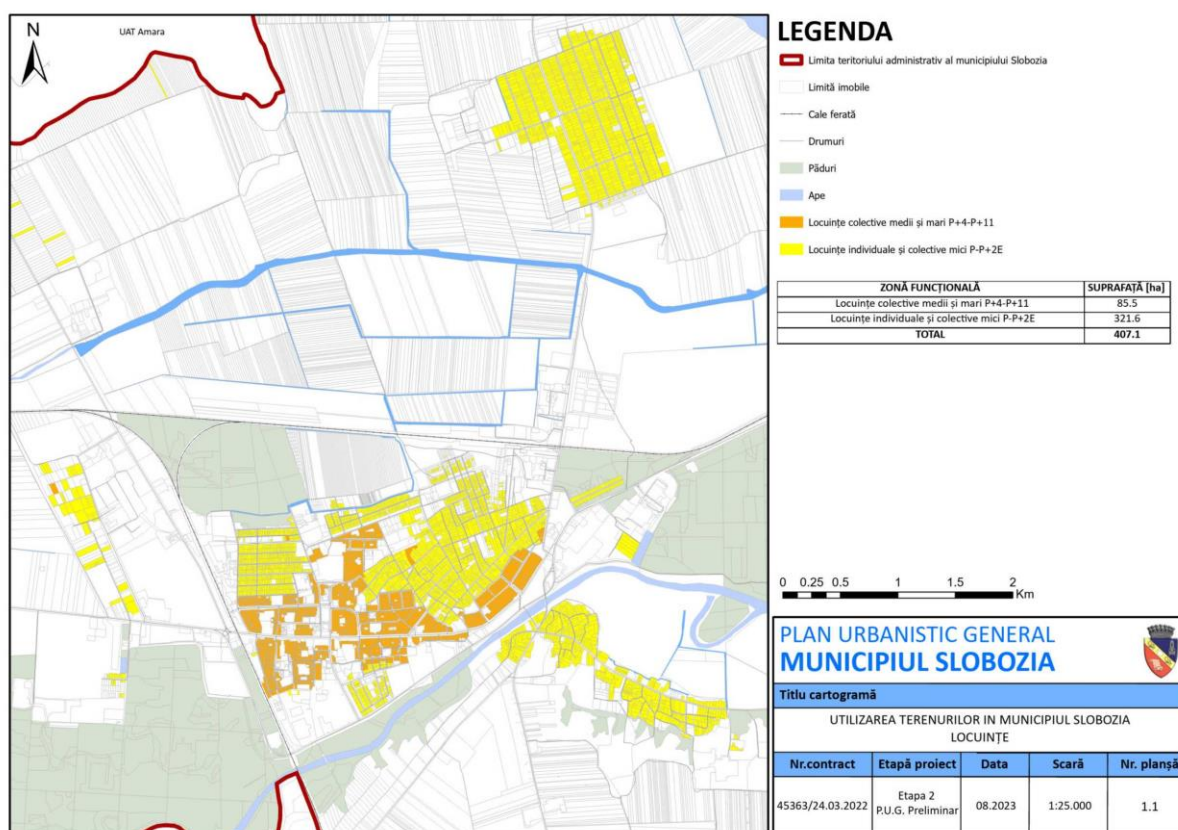 N
UAT Amara
LEGENDA
Limita teritoriului administrativ al municipiului Slobozia
Limită imobile
Cale ferată
Drumuri
Păduri
Ape
Locuințe colective medii și mari P+4-P+11
Locuințe individuale și colective mici P-P+2E
ZONĂ FUNCȚIONALĂ SUPRAFAȚĂ [ha]
Locuințe colective medii și mari P+4-P+11 85.5
Locuințe individuale și colective mici P-P+2E 321.6
TOTAL 407.1
0 0.25 0.5 1 1.5 2
Km
PLAN URBANISTIC GENERAL
MUNICIPIUL SLOBOZIA
Titlu cartogramă
UTILIZAREA TERENURILOR IN MUNICIPIUL SLOBOZIA
LOCUINȚE
Nr.contract Etapă proiect Data Scară Nr. planșă
45363/24.03.2022 Etapa 2 P.U.G. Preliminar 08.2023 1:25.000 1.1